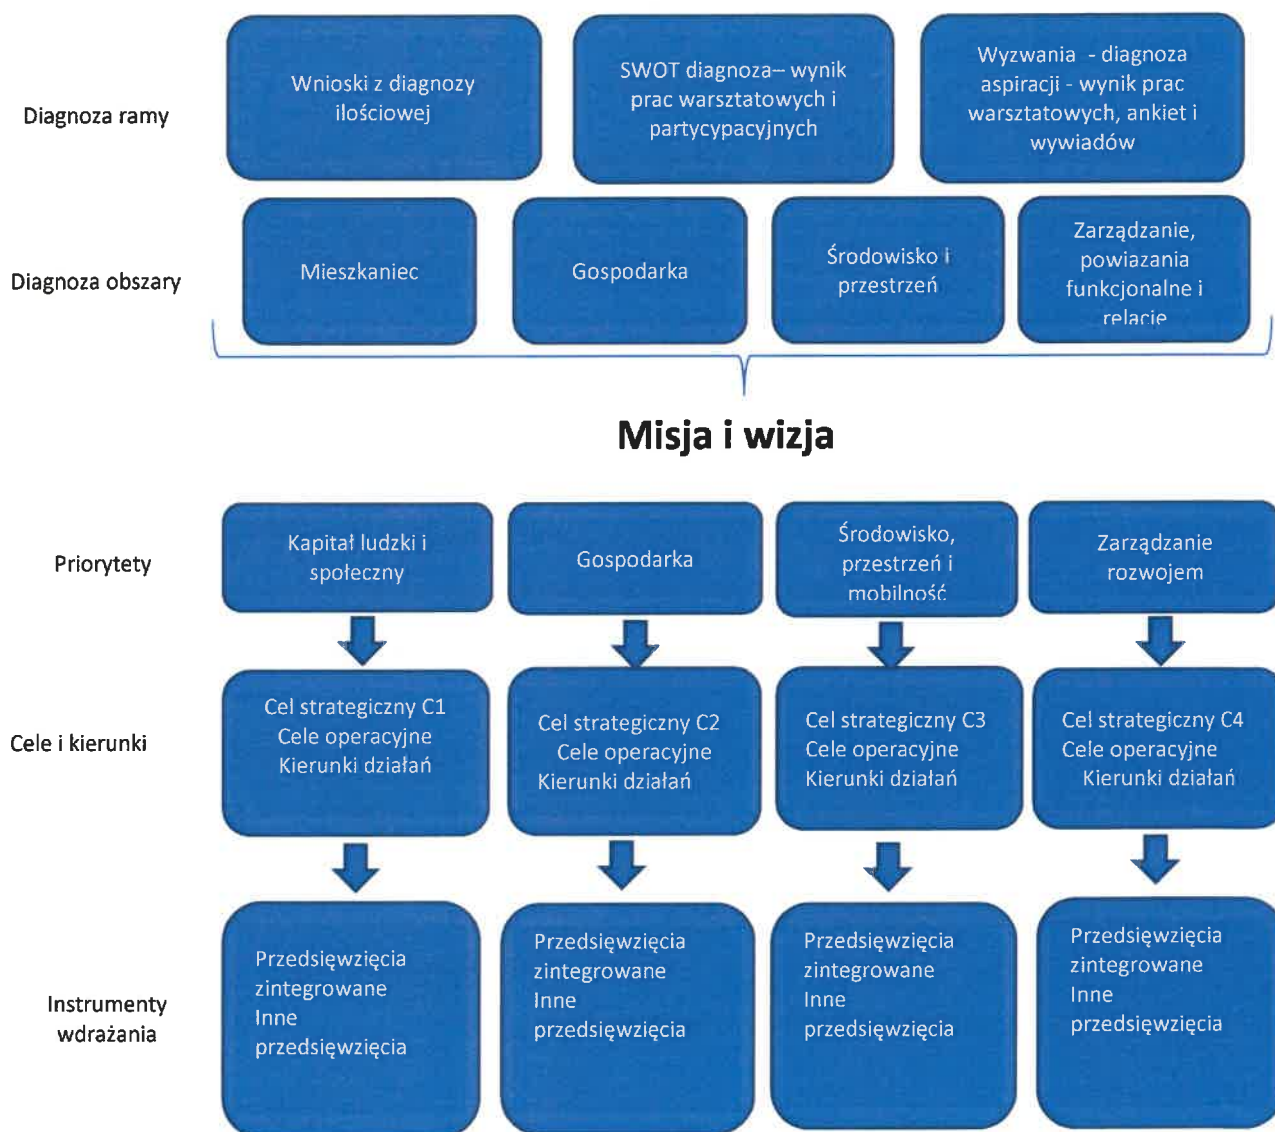 Diagnoza ramy
Wnioski z diagnozy
ilościowej
SWOT diagnoza– wynik
prac warsztatowych i
partycypacyjnych
Wyzwania - diagnoza
aspiracji - wynik prac
warsztatowych, ankiet i
wywiadów
Diagnoza obszary
Mieszkaniec
Gospodarka
Środowisko i
przestrzeń
Zarządzanie,
powiazania
funkcjonalne i
relacje
Misja i wizja
Priorytety
Kapitał ludzki i
społeczny
Gospodarka
Środowisko,
przestrzeń i
mobilność
Zarządzanie
rozwojem
Cele i kierunki
Cel strategiczny C1
Cele operacyjne
Kierunki działań
Cel strategiczny C2
Cele operacyjne
Kierunki działań
Cel strategiczny C3
Cele operacyjne
Kierunki działań
Cel strategiczny C4
Cele operacyjne
Kierunki działań
Instrumenty
wdrażania
Przedsięwzięcia
zintegrowane
Inne
przedsięwzięcia
Przedsięwzięcia
zintegrowane
Inne
przedsięwzięcia
Przedsięwzięcia
zintegrowane
Inne
przedsięwzięcia
Przedsięwzięcia
zintegrowane
Inne
przedsięwzięcia